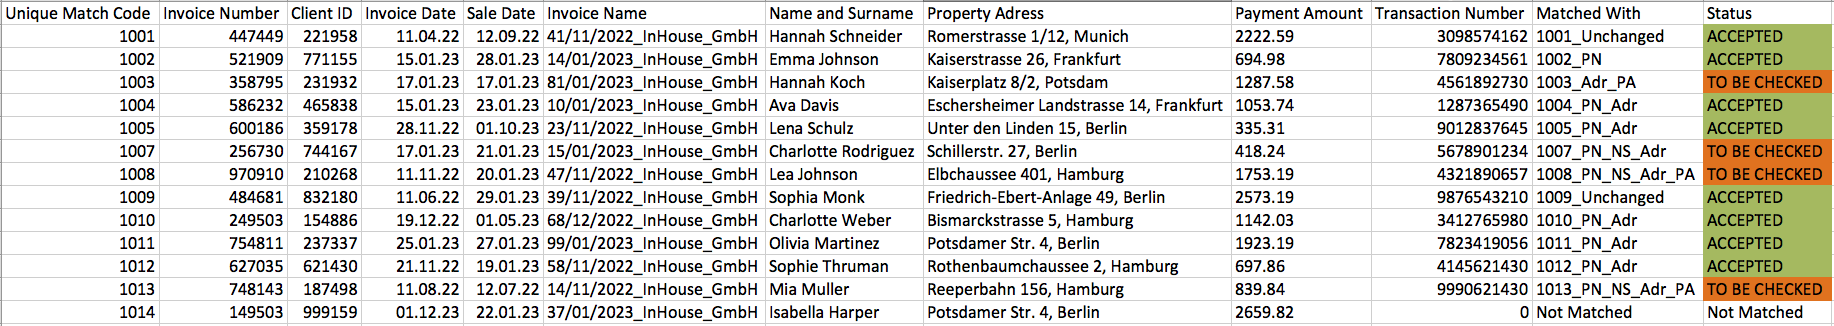 Unique Match Code Invoice Number Client ID Invoice Date Sale Date Invoice Name Name and Surname Property Adress Payment Amount Transaction Number Matched With Status
1001 447449 221958 11.04.22 12.09.22 41/11/2022_InHouse_GmbH Hannah Schneider Romerstrasse 1/12, Munich 2222.59 3098574162 1001_Unchanged ACCEPTED
1002 521909 771155 15.01.23 28.01.23 14/01/2023_InHouse_GmbH Emma Johnson Kaiserstrasse 26, Frankfurt 694.98 7809234561 1002_PN ACCEPTED
1003 358795 231932 17.01.23 17.01.23 81/01/2023_InHouse_GmbH Hannah Koch Kaiserplatz 8/2, Potsdam 1287.58 4561892730 1003_Adr_PA TO BE CHECKED
1004 586232 465838 15.01.23 23.01.23 10/01/2023_InHouse_GmbH Ava Davis Eschersheimer Landstrasse 14, Frankfurt 1053.74 1287365490 1004_PN_Adr ACCEPTED
1005 600186 359178 28.11.22 01.10.23 23/11/2022_InHouse_GmbH Lena Schulz Unter den Linden 15, Berlin 335.31 9012837645 1005_PN_Adr ACCEPTED
1007 256730 744167 17.01.23 21.01.23 15/01/2023_InHouse_GmbH Charlotte Rodriguez Schillerstr. 27, Berlin 418.24 5678901234 1007_PN_NS_Adr TO BE CHECKED
1008 970910 210268 11.11.22 20.01.23 47/11/2022_InHouse_GmbH Lea Johnson Elbchaussee 401, Hamburg 1753.19 4321890657 1008_PN_NS_Adr_PA TO BE CHECKED
1009 484681 832180 11.06.22 29.01.23 39/11/2022_InHouse_GmbH Sophia Monk Friedrich-Ebert-Anlage 49, Berlin 2573.19 9876543210 1009_Unchanged ACCEPTED
1010 249503 154886 19.12.22 01.05.23 68/12/2022_InHouse_GmbH Charlotte Weber Bismarckstrasse 5, Hamburg 1142.03 3412765980 1010_PN_Adr ACCEPTED
1011 754811 237337 25.01.23 27.01.23 99/01/2023_InHouse_GmbH Olivia Martinez Potsdamer Str. 4, Berlin 1923.19 7823419056 1011_PN_Adr ACCEPTED
1012 627035 621430 21.11.22 19.01.23 58/11/2022_InHouse_GmbH Sophie Thruman Rothenbaumchaussee 2, Hamburg 697.86 4145621430 1012_PN_Adr ACCEPTED
1013 748143 187498 11.08.22 12.07.22 14/11/2022_InHouse_GmbH Mia Muller Reeperbahn 156, Hamburg 839.84 9990621430 1013_PN_NS_Adr_PA TO BE CHECKED
1014 149503 999159 01.12.23 22.01.23 37/01/2023_InHouse_GmbH Isabella Harper Potsdamer Str. 4, Berlin 2659.82 0 Not Matched Not Matched